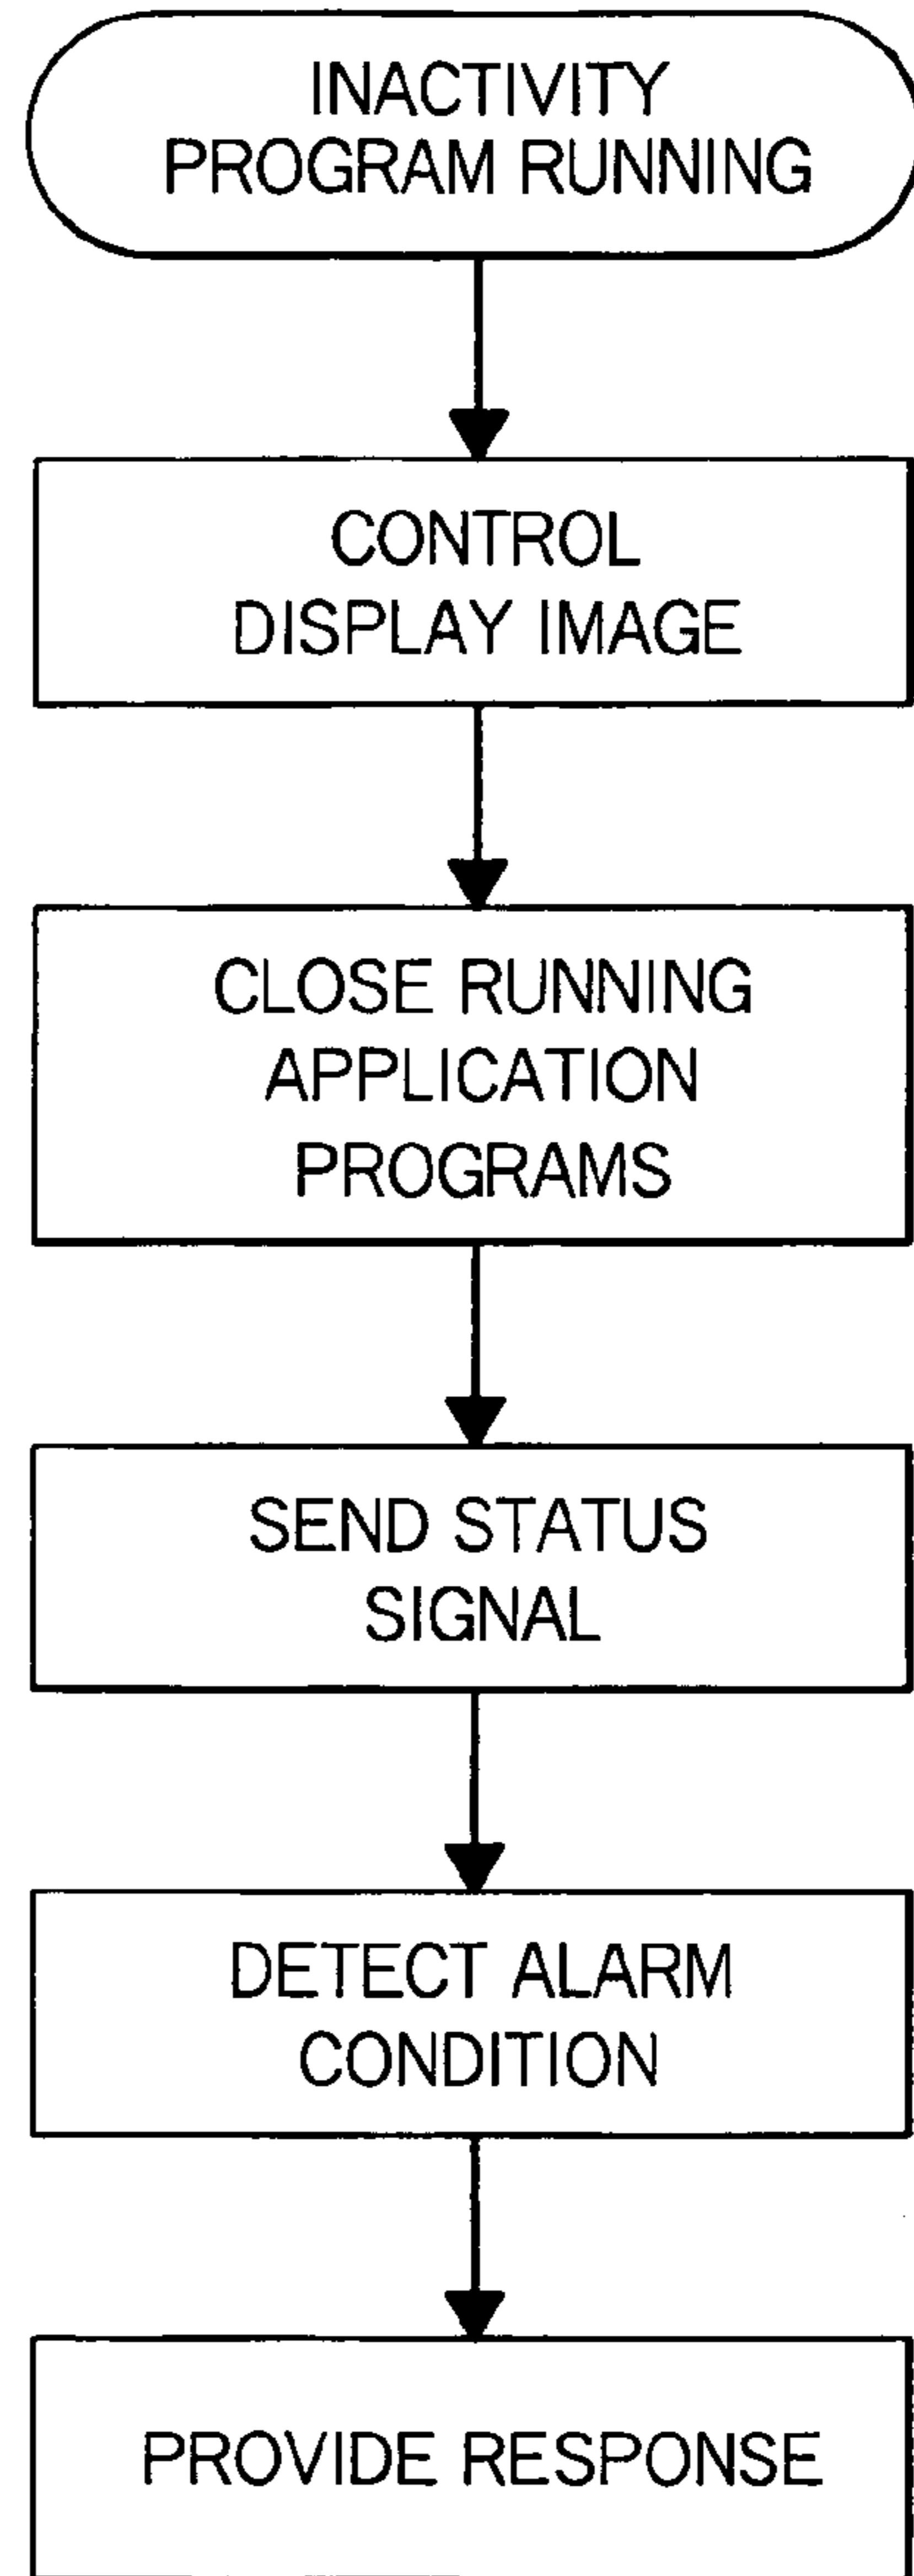 INACTIVITY
PROGRAM RUNNING
CONTROL
DISPLAY IMAGE
CLOSE RUNNING
APPLICATION
PROGRAMS
SEND STATUS
SIGNAL
DETECT ALARM
CONDITION
PROVIDE RESPONSE